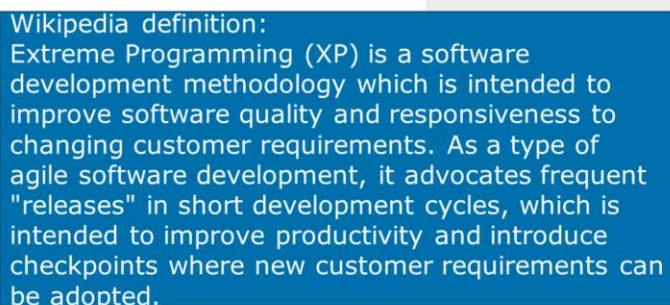 Wikipedia definition:
Extreme Programming (XP) is a software
development methodology which is intended to
improve software quality and responsiveness to
changing customer requirements. As a type of
agile software development, it advocates frequent
"releases" in short development cycles, which is
intended to improve productivity and introduce
checkpoints where new customer requirements can
be adopted.